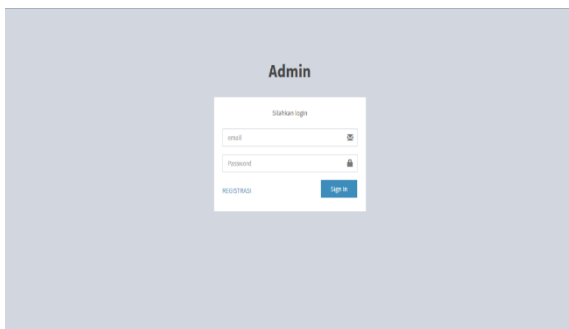 Admin
Silahkan login
email
Password
REGISTRASI
Sign In